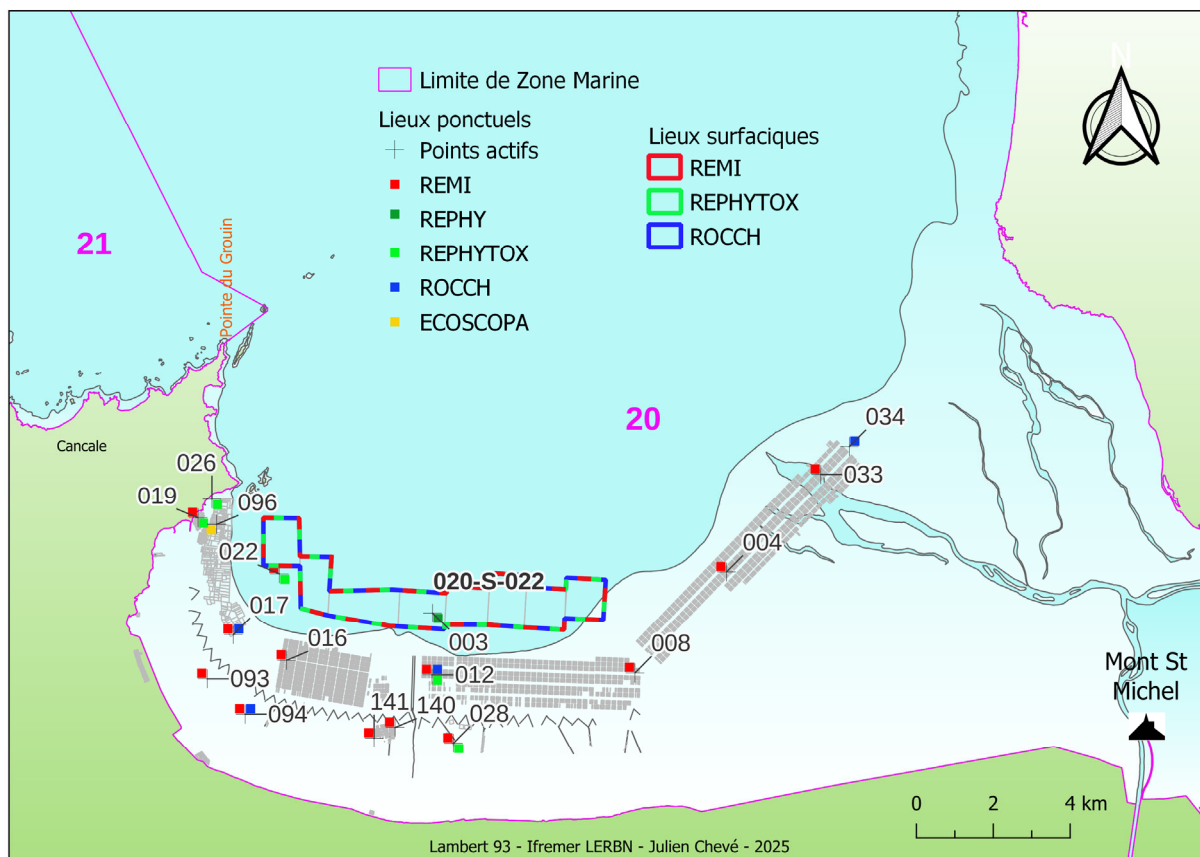 N
Limite de Zone Marine
Lieux ponctuels
Points actifs
REMI
REPHY
REPHYTOX
ROCCH
ECOSCOPA
Lieux surfaciques
REMI
REPHYTOX
ROCCH
21
Pointe du Grouin
20
Cancale
034
033
026
019
096
022
004
020-S-022
017
003
016
008
012
093
094
141
140
028
Mont St
Michel
0 2 4 km
Lambert 93 - Ifremer LERBN - Julien Chevé - 2025